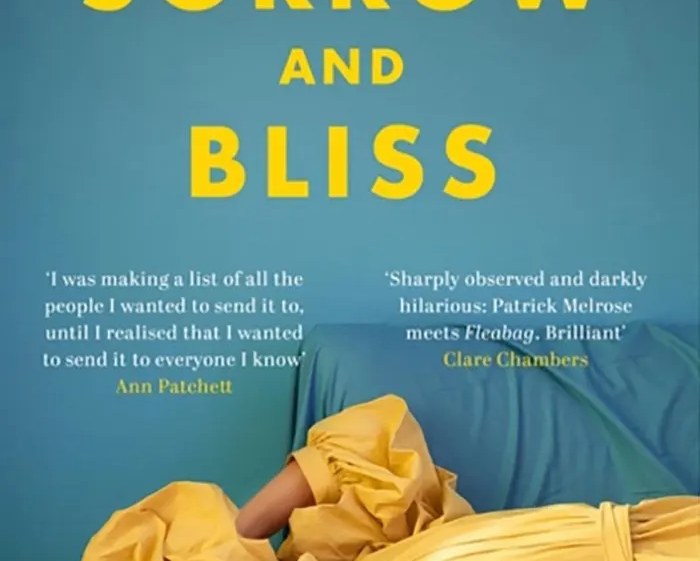 SORROW
AND
BLISS
‘I was making a list of all the
people I wanted to send it to,
until I realised that I wanted
to send it to everyone I know’
Ann Patchett
‘Sharply observed and darkly
hilarious: Patrick Melrose
meets Fleabag. Brilliant’
Clare Chambers